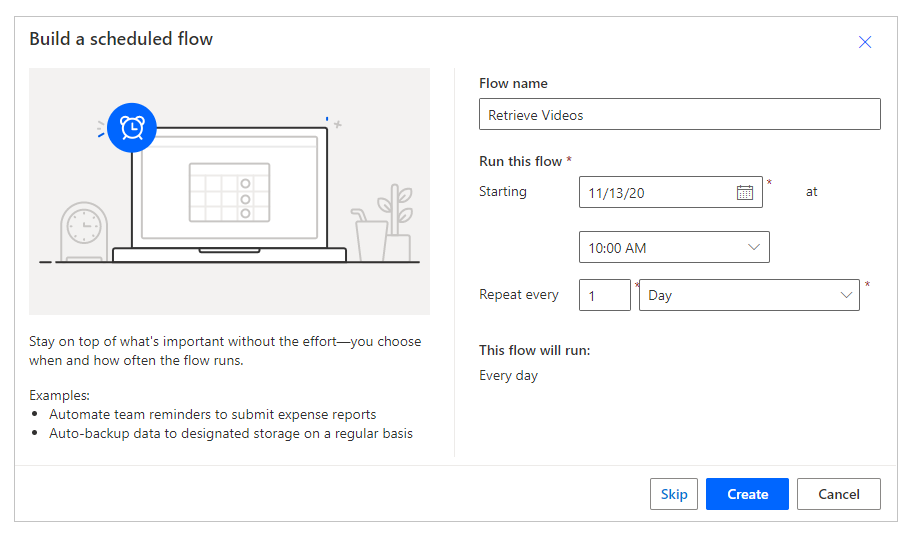 Build a scheduled flow
Stay on top of what's important without the effort—you choose
when and how often the flow runs.
Examples:
• Automate team reminders to submit expense reports
• Auto-backup data to designated storage on a regular basis
Flow name
Retrieve Videos
Run this flow *
Starting 11/13/20 * at
10:00 AM
Repeat every 1 * Day *
This flow will run:
Every day
Skip Create Cancel